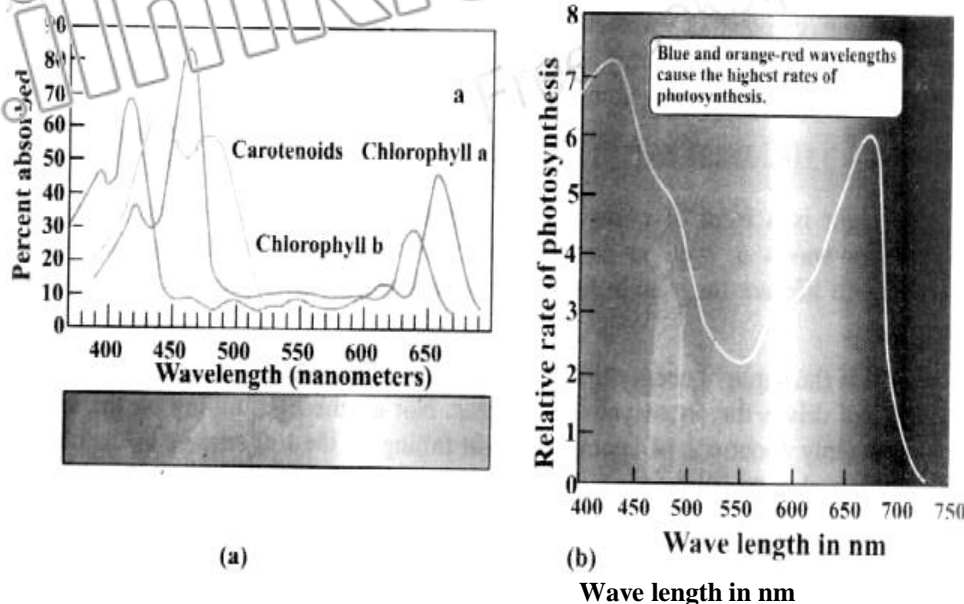 90
80
70
60
50
40
30
20
10
0
Percent absorbed
a
Carotenoids Chlorophyll a
Chlorophyll b
400 450 500 550 600 650
Wavelength (nanometers)
(a)
8
7
6
5
4
3
2
1
0
Relative rate of photosynthesis
Blue and orange-red wavelengths
cause the highest rates of
photosynthesis.
400 450 500 550 600 650 700 750
Wave length in nm
(b)
Wave length in nm